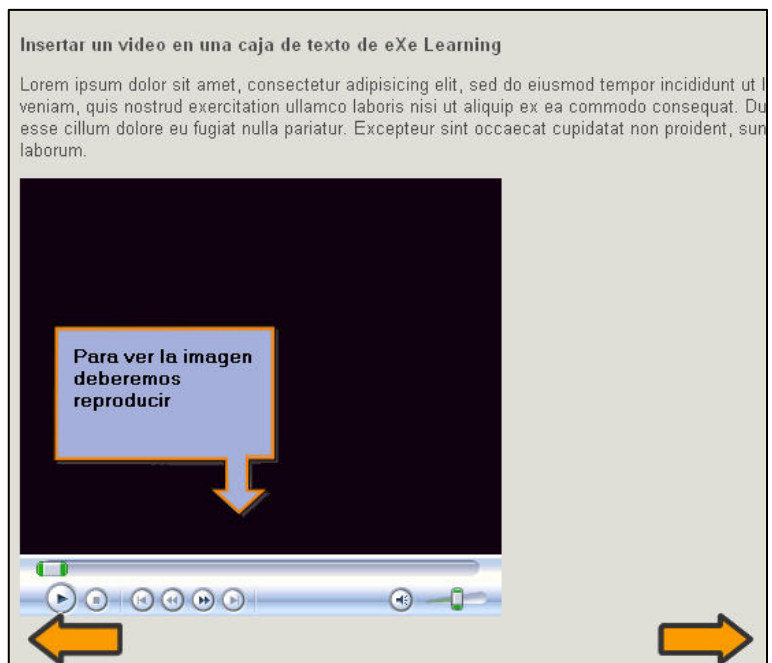 Insertar un video en una caja de texto de eXe Learning
Lorem ipsum dolor sit amet, consectetur adipisicing elit, sed do eiusmod tempor incididunt ut l
veniam, quis nostrud exercitation ullamco laboris nisi ut aliquip ex ea commodo consequat. Du
esse cillum dolore eu fugiat nulla pariatur. Excepteur sint occaecat cupidatat non proident, sun
laborum.
Para ver la imagen
deberemos
reproducir